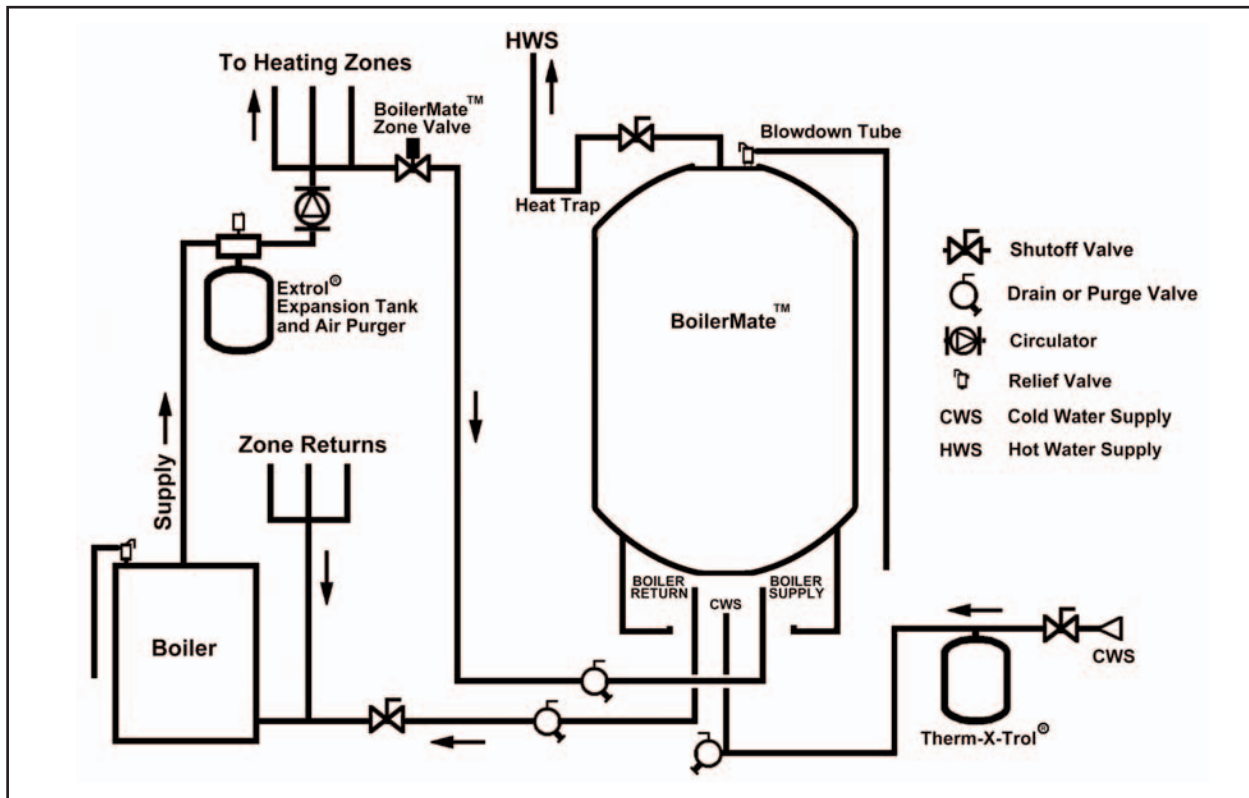 HWS
To Heating Zones
BoilerMate™
Zone Valve
Blowdown Tube
Heat Trap
Extrol®
Expansion Tank
and Air Purger
BoilerMate™
Shutoff Valve
Drain or Purge Valve
Circulator
Relief Valve
CWS Cold Water Supply
HWS Hot Water Supply
Supply
Zone Returns
Boiler
BOILER
RETURN
CWS
BOILER
SUPPLY
CWS
Therm-X-Trol®